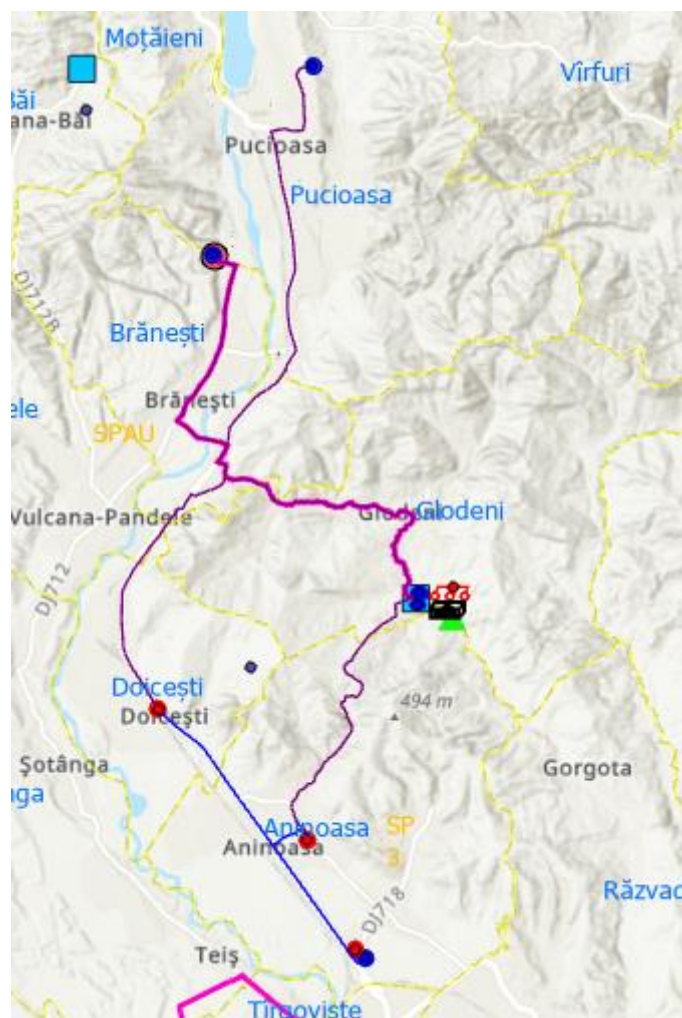 Moțăieni
Băi
ana-Băi
Vîrfuri
Pucioasa
Pucioasa
DJ712B
Brănești
Brănești
ele
SPAU
Glodeni
Vulcana-Pandele
DJ712
Doicești
Doicești
494 m
Șotânga
nga
Gorgota
Aninoasa
Aninoasa
SP
3
Răzvad
DJ718
Teiș
Tîrgoviște